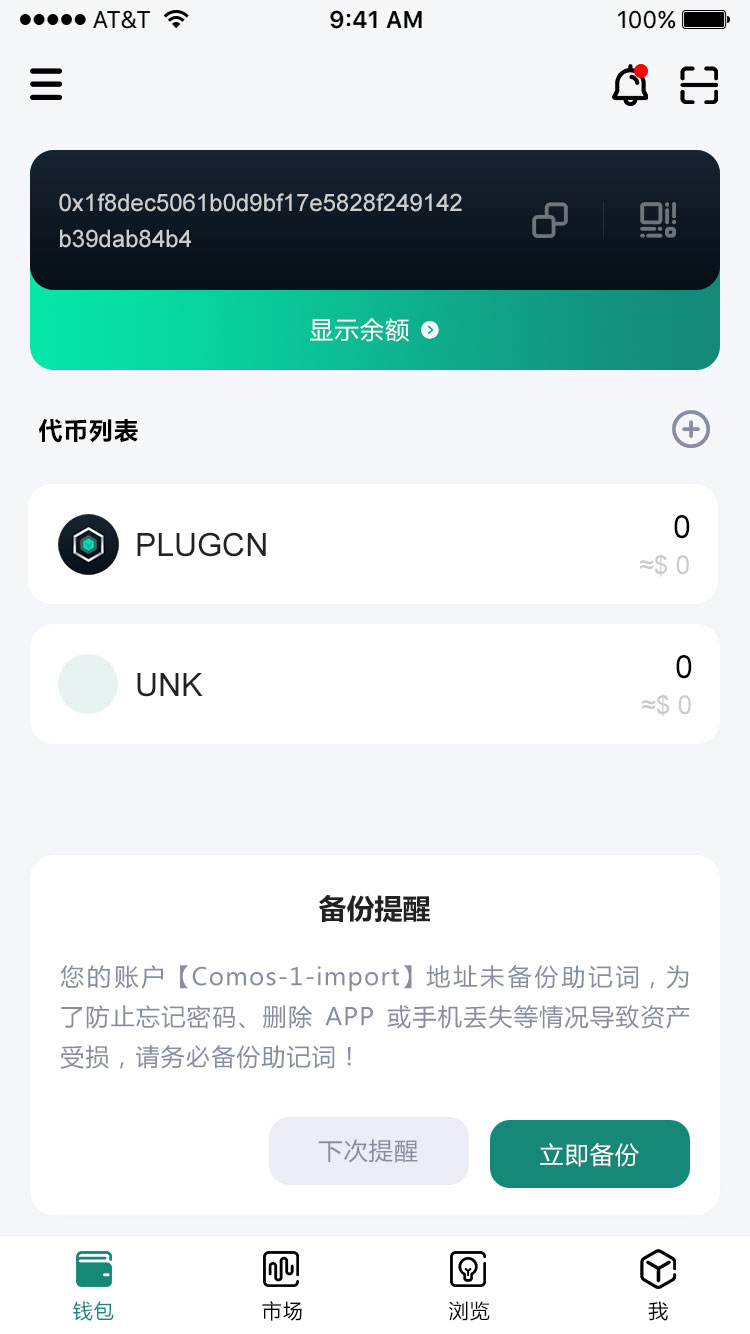 AT&T 9:41 AM 100%
0x1f8dec5061b0d9bf17e5828f249142
b39dab84b4
显示余额
代币列表
PLUGCN
0
≈$ 0
UNK
0
≈$ 0
备份提醒
您的账户【Comos-1-import】地址未备份助记词，为
了防止忘记密码、删除 APP 或手机丢失等情况导致资产
受损，请务必备份助记词！
下次提醒
立即备份
钱包
市场
浏览
我